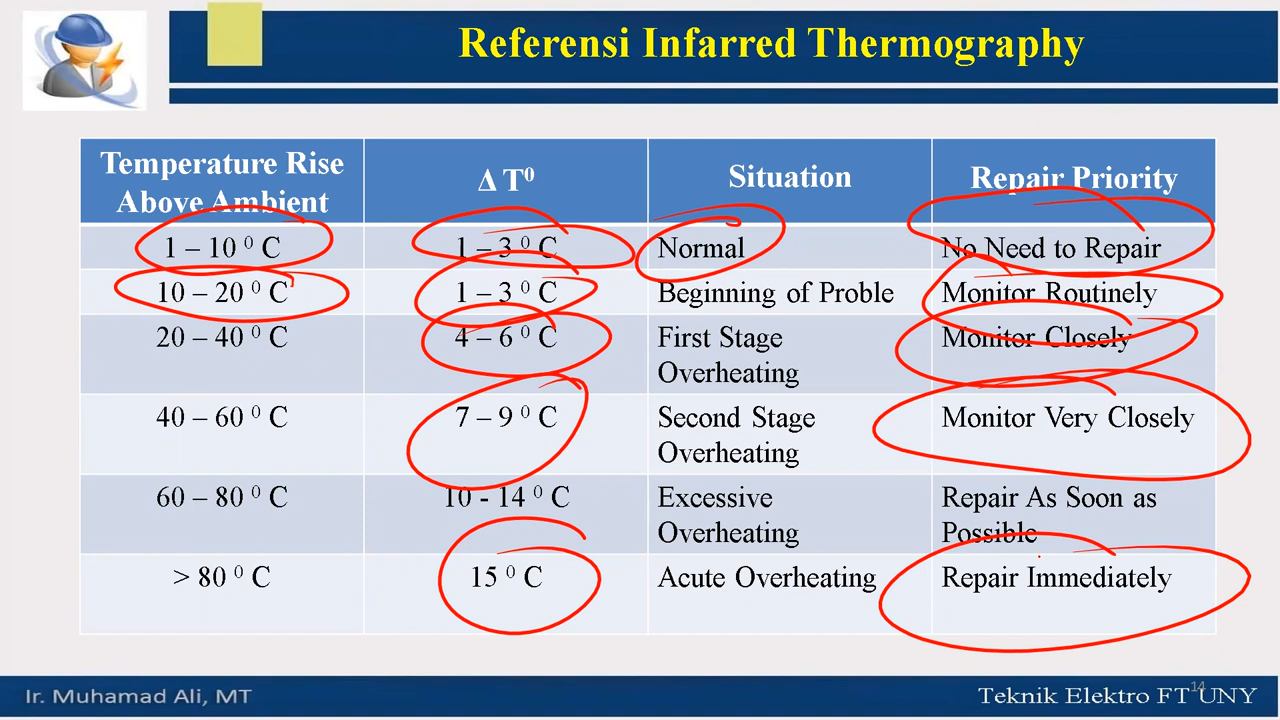 Referensi Infarred Thermography
Temperature Rise Above Ambient
Δ T⁰
Situation
Repair Priority
1 – 10 ⁰ C
1 – 3 ⁰ C
Normal
No Need to Repair
10 – 20 ⁰ C
1 – 3 ⁰ C
Beginning of Proble
Monitor Routinely
20 – 40 ⁰ C
4 – 6 ⁰ C
First Stage
Overheating
Monitor Closely
40 – 60 ⁰ C
7 – 9 ⁰ C
Second Stage
Overheating
Monitor Very Closely
60 – 80 ⁰ C
10 - 14 ⁰ C
Excessive
Overheating
Repair As Soon as
Possible
> 80 ⁰ C
15 ⁰ C
Acute Overheating
Repair Immediately
Ir. Muhamad Ali, MT
14
Teknik Elektro FT UNY